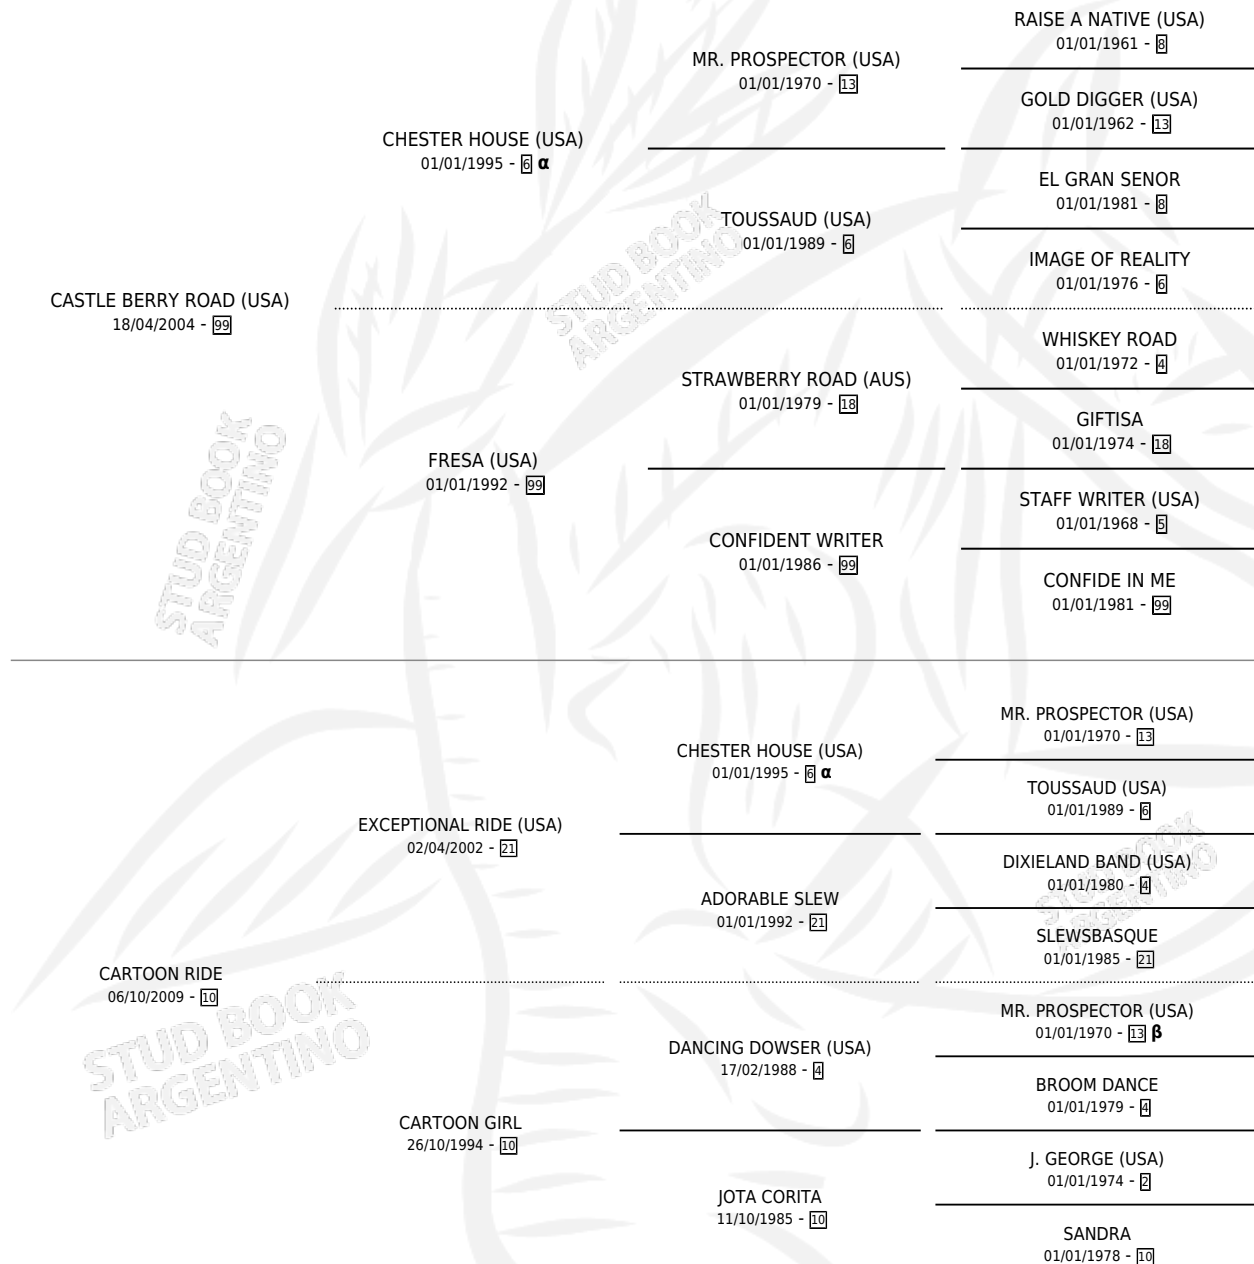 RAISE A NATIVE (USA)
01/01/1961 - 8
MR. PROSPECTOR (USA)
01/01/1970 - 13
GOLD DIGGER (USA)
01/01/1962 - 13
CHESTER HOUSE (USA)
01/01/1995 - 6 α
EL GRAN SENOR
01/01/1981 - 8
TOUSSAUD (USA)
01/01/1989 - 6
IMAGE OF REALITY
01/01/1976 - 6
CASTLE BERRY ROAD (USA)
18/04/2004 - 99
WHISKEY ROAD
01/01/1972 - 4
STRAWBERRY ROAD (AUS)
01/01/1979 - 18
GIFTISA
01/01/1974 - 18
FRESA (USA)
01/01/1992 - 99
STAFF WRITER (USA)
01/01/1968 - 5
CONFIDENT WRITER
01/01/1986 - 99
CONFIDE IN ME
01/01/1981 - 99
STUD BOOK
ARGENTINO
STUD BOOK
ARGENTINO
MR. PROSPECTOR (USA)
01/01/1970 - 13
CHESTER HOUSE (USA)
01/01/1995 - 6 α
TOUSSAUD (USA)
01/01/1989 - 6
EXCEPTIONAL RIDE (USA)
02/04/2002 - 21
DIXIELAND BAND (USA)
01/01/1980 - 4
ADORABLE SLEW
01/01/1992 - 21
SLEWSBASQUE
01/01/1985 - 21
CARTOON RIDE
06/10/2009 - 10
MR. PROSPECTOR (USA)
01/01/1970 - 13 β
DANCING DOWSER (USA)
17/02/1988 - 4
BROOM DANCE
01/01/1979 - 4
CARTOON GIRL
26/10/1994 - 10
J. GEORGE (USA)
01/01/1974 - 2
JOTA CORITA
11/10/1985 - 10
SANDRA
01/01/1978 - 10
STUD BOOK
ARGENTINO
STUD BOOK
ARGENTINO